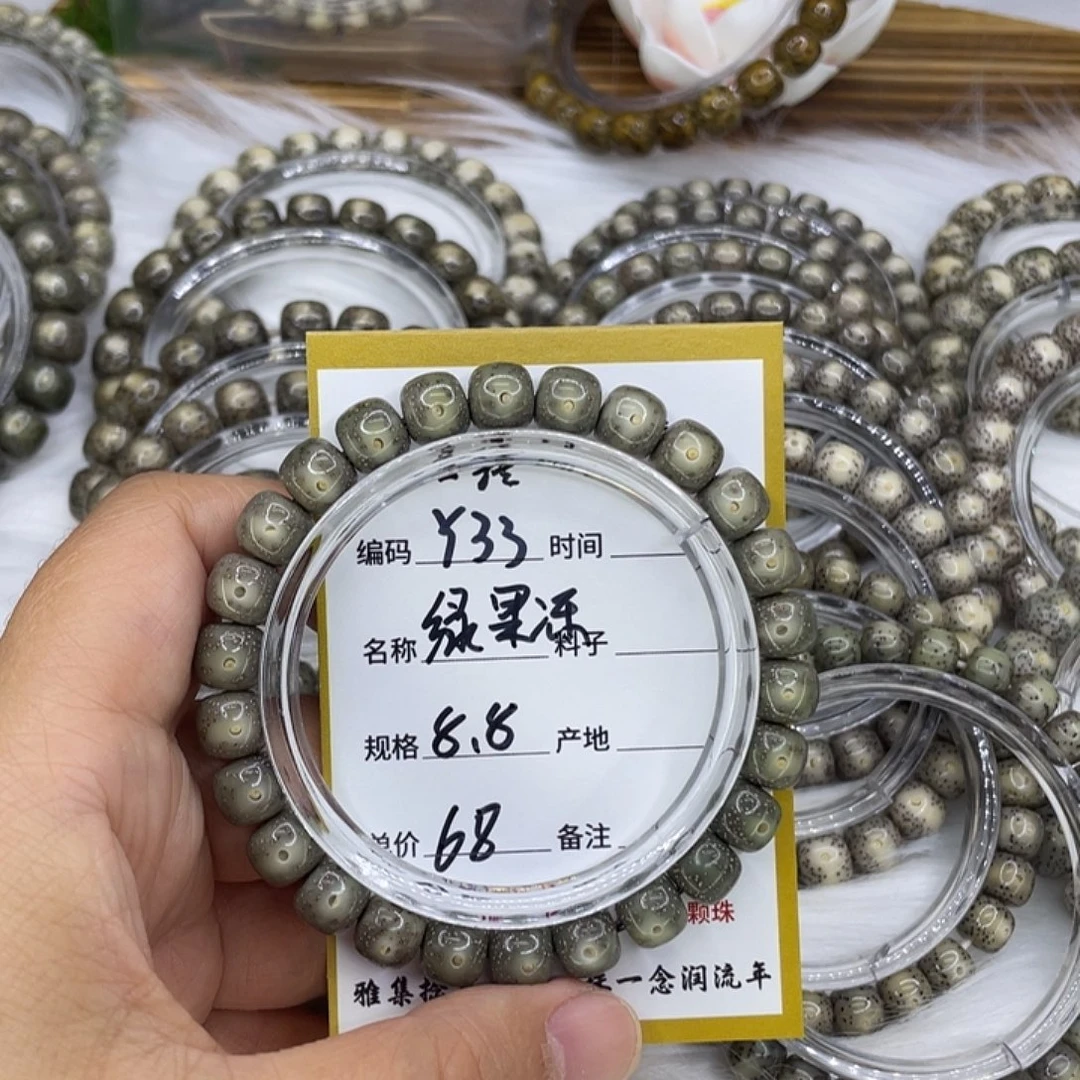 编码 Y33 时间
名称 绿果冻 料子
规格 8.8 产地
单价 68 备注
颗珠
雅集 一念润流年